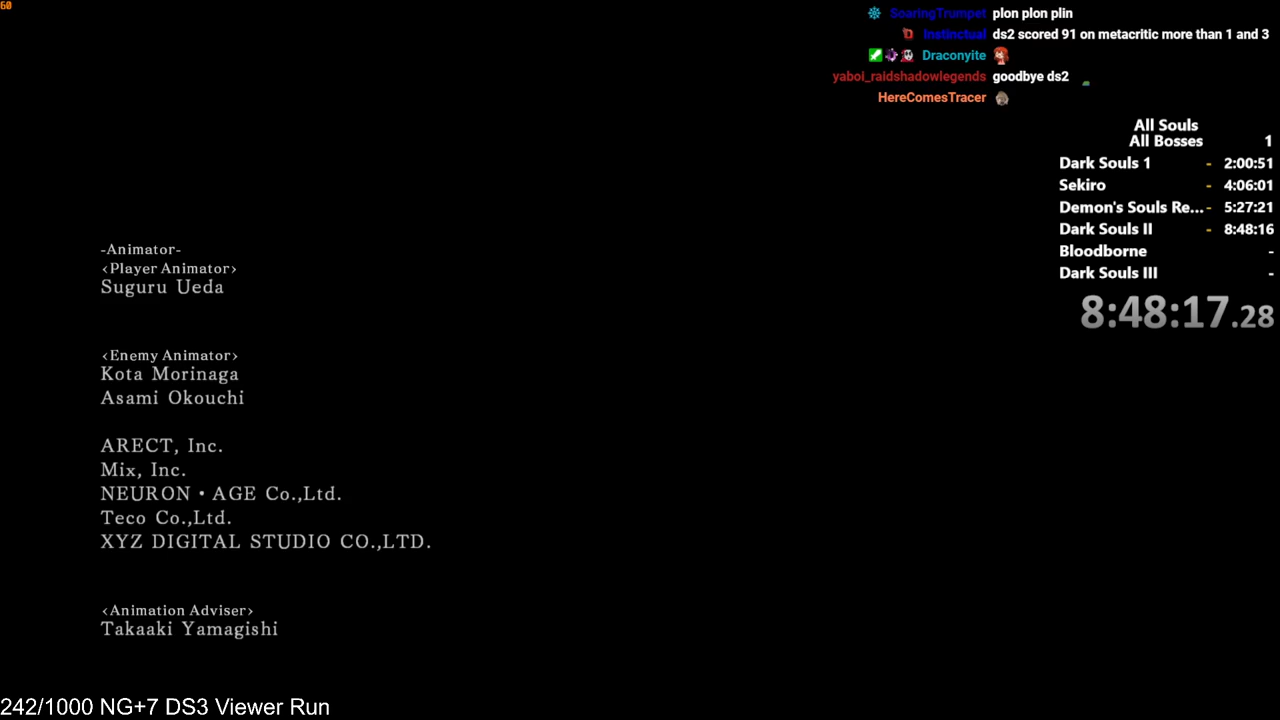 60
SoaringTrumpet plon plon plin
Instinctual ds2 scored 91 on metacritic more than 1 and 3
Draconyite
yaboi_raidshadowlegends goodbye ds2
HereComesTracer
All Souls
All Bosses 1
Dark Souls 1 - 2:00:51
Sekiro - 4:06:01
Demon's Souls Re... - 5:27:21
Dark Souls II - 8:48:16
Bloodborne -
Dark Souls III -
8:48:17.28
-Animator-
<Player Animator>
Suguru Ueda
<Enemy Animator>
Kota Morinaga
Asami Okouchi
ARECT, Inc.
Mix, Inc.
NEURON・AGE Co.,Ltd.
Teco Co.,Ltd.
XYZ DIGITAL STUDIO CO.,LTD.
<Animation Adviser>
Takaaki Yamagishi
242/1000 NG+7 DS3 Viewer Run